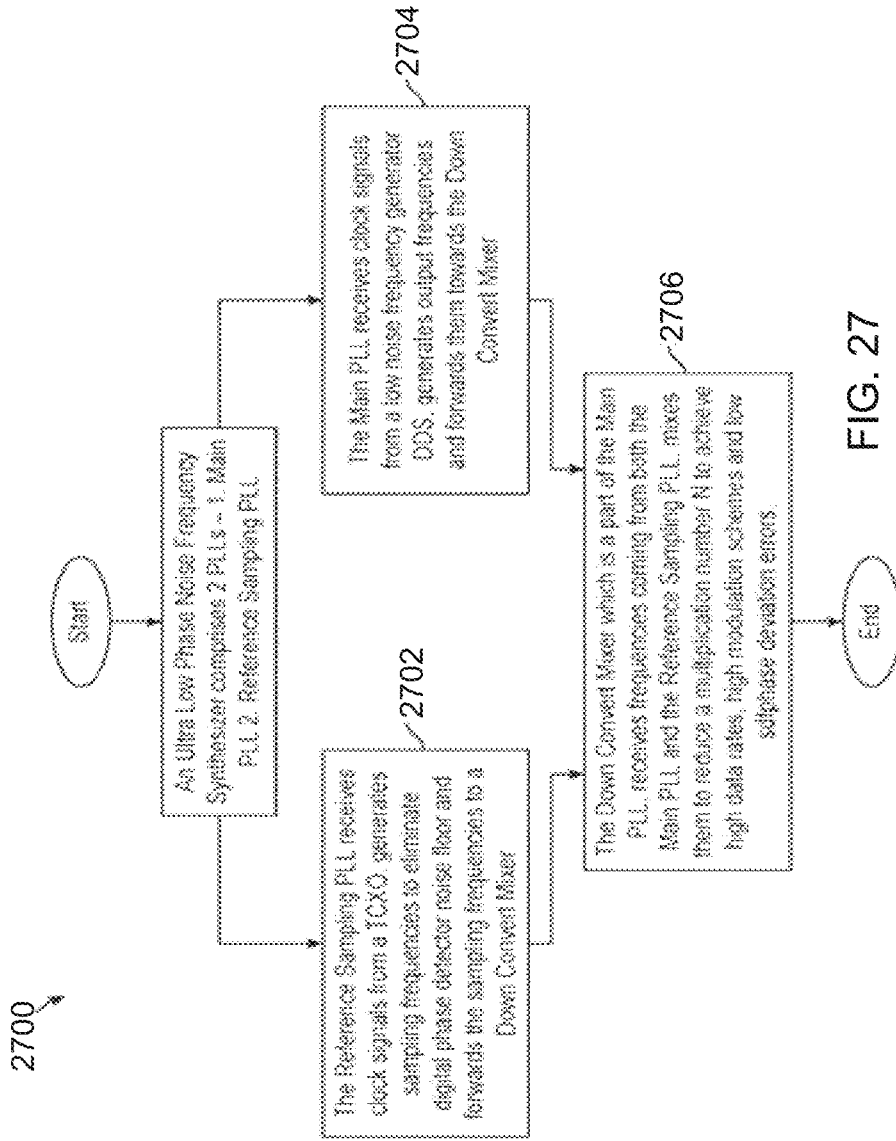 2700
Start
An Ultra Low Phase Noise Frequency
Synthesizer comprises 2 PLLs – 1. Main
PLL 2. Reference Sampling PLL
2702
The Reference Sampling PLL receives
clock signals from a TCXO, generates
sampling frequencies to eliminate
digital phase detector noise floor and
forwards the sampling frequencies to a
Down Convert Mixer
2704
The Main PLL receives clock signals
from a low noise frequency generator
DDS, generates output frequencies
and forwards them towards the Down
Convert Mixer
2706
The Down Convert Mixer which is a part of the Main
PLL, receives frequencies coming from both the
Main PLL and the Reference Sampling PLL, mixes
them to reduce a multiplication number N to achieve
high data rates, high modulation schemes and low
sdlphase deviation errors.
End
FIG. 27